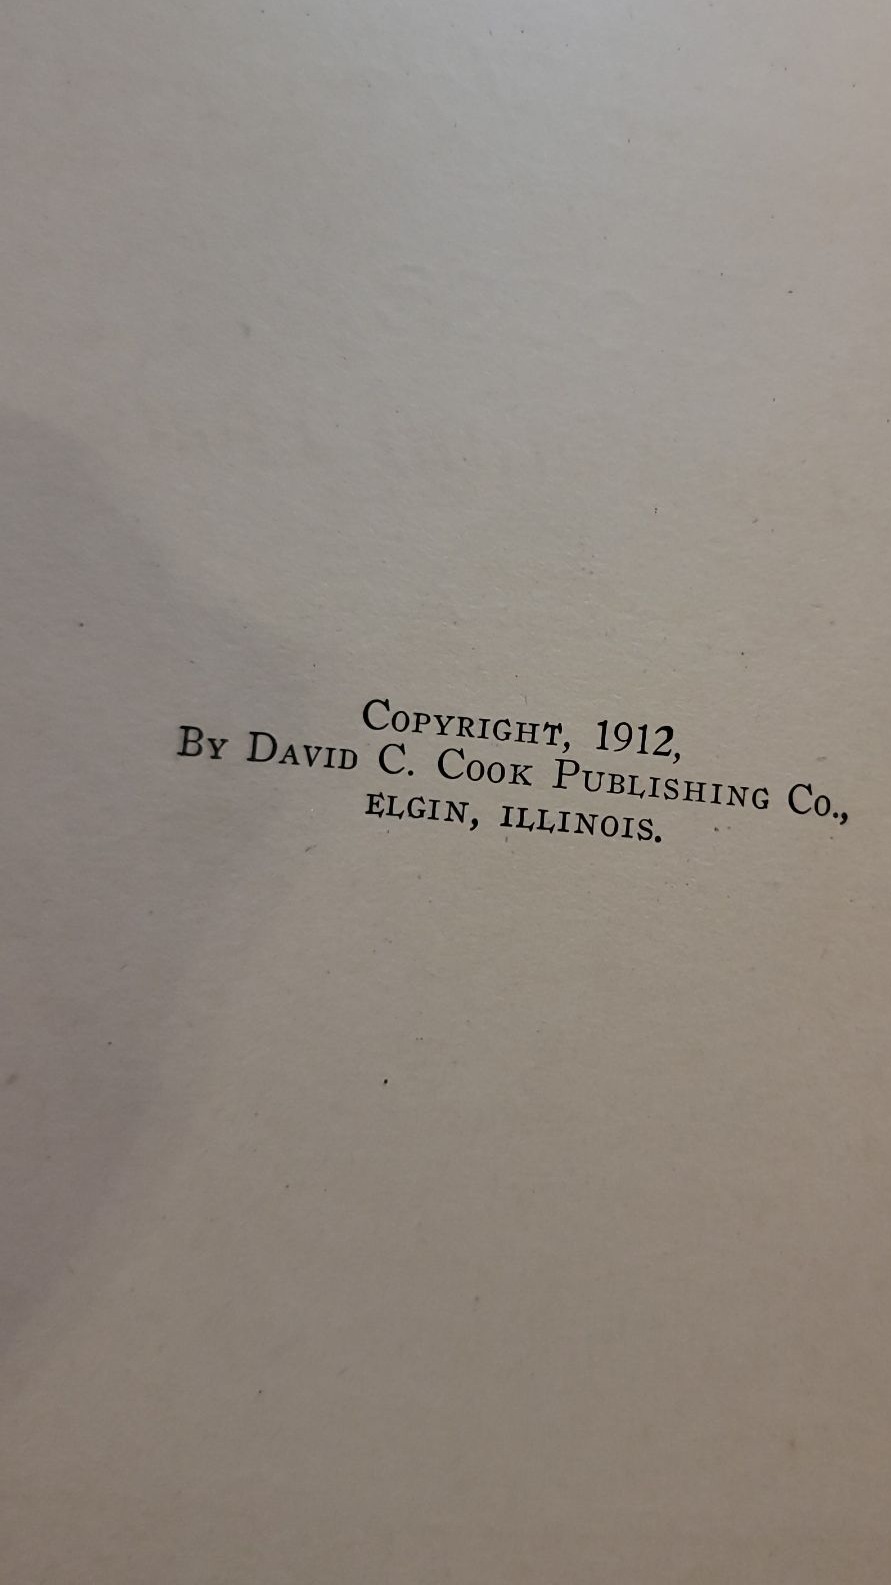 Copyright, 1912,
By David C. Cook Publishing Co.,
ELGIN, ILLINOIS.